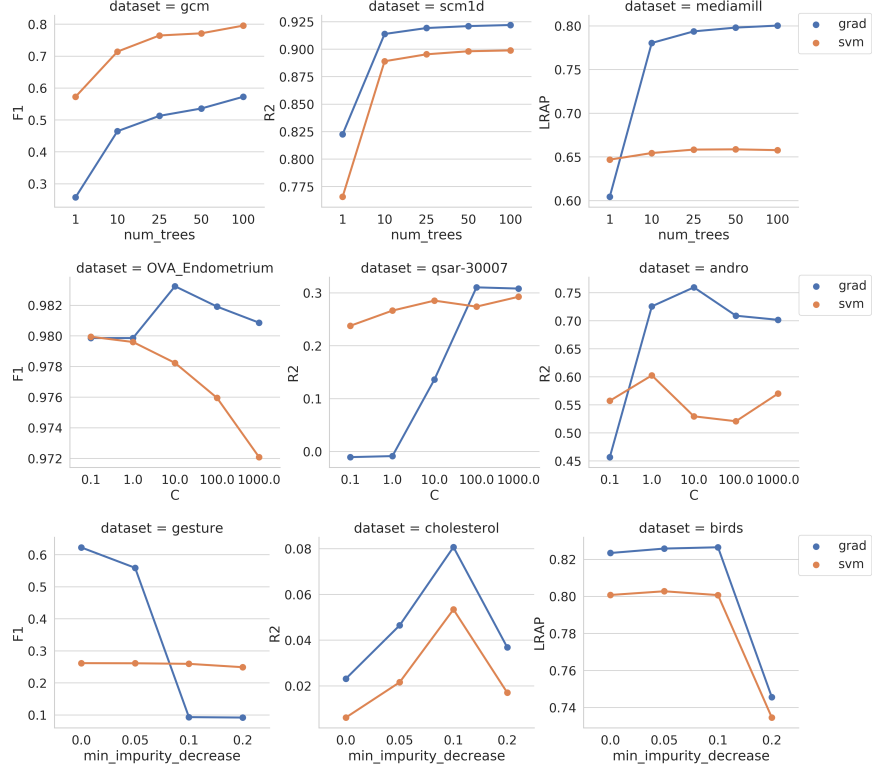 dataset = gcm
0.8
0.7
0.6
0.5
0.4
0.3
F1
1 10 25 50 100
num_trees
dataset = scm1d
0.925
0.900
0.875
0.850
0.825
0.800
0.775
R2
1 10 25 50 100
num_trees
dataset = mediamill
0.80
0.75
0.70
0.65
0.60
LRAP
1 10 25 50 100
num_trees
grad
svm
dataset = OVA_Endometrium
0.982
0.980
0.978
0.976
0.974
0.972
F1
0.1 1.0 10.0 100.0 1000.0
C
dataset = qsar-30007
0.3
0.2
0.1
0.0
R2
0.1 1.0 10.0 100.0 1000.0
C
dataset = andro
0.75
0.70
0.65
0.60
0.55
0.50
0.45
R2
0.1 1.0 10.0 100.0 1000.0
C
grad
svm
dataset = gesture
0.6
0.5
0.4
0.3
0.2
0.1
F1
0.0 0.05 0.1 0.2
min_impurity_decrease
dataset = cholesterol
0.08
0.06
0.04
0.02
R2
0.0 0.05 0.1 0.2
min_impurity_decrease
dataset = birds
0.82
0.80
0.78
0.76
0.74
LRAP
0.0 0.05 0.1 0.2
min_impurity_decrease
grad
svm